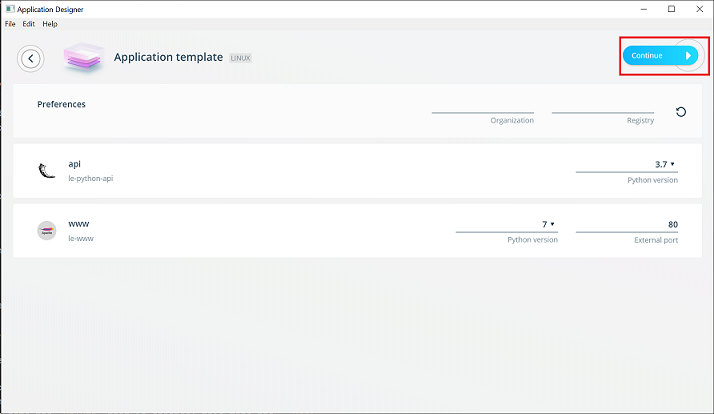 Application Designer
File Edit Help
Application template LINUX
Continue
Preferences
Organization
Registry
api
le-python-api
3.7
Python version
www
le-www
7
Python version
80
External port